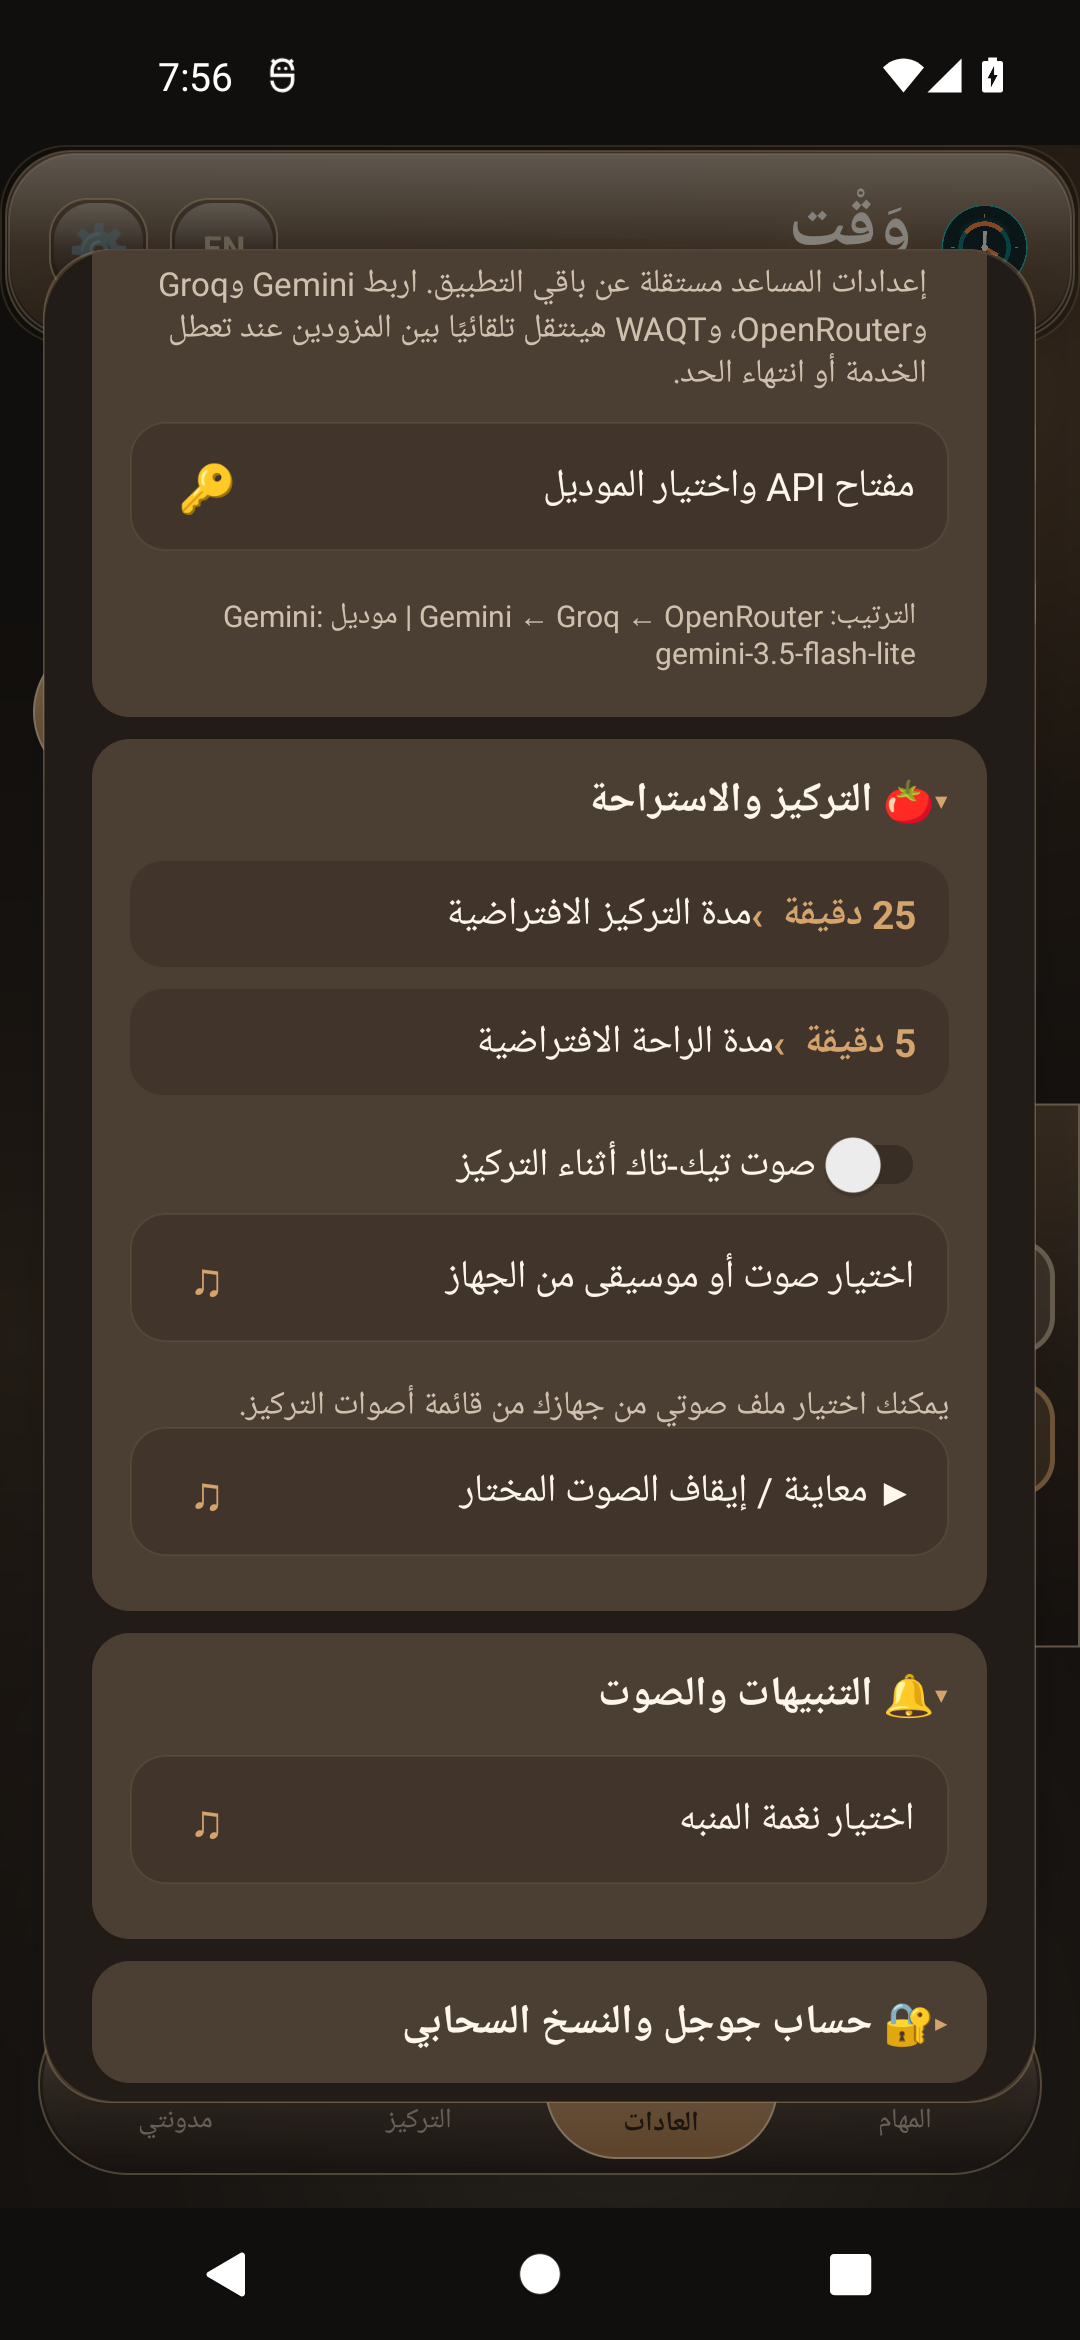 7:56
وَقْت
EN
إعدادات المساعد مستقلة عن باقي التطبيق. اربط Gemini وGroq
وOpenRouter، وWAQT هينتقل تلقائيًا بين المزودين عند تعطل
الخدمة أو انتهاء الحد.
مفتاح API واختيار الموديل 🔑
الترتيب: Gemini ← Groq ← OpenRouter | موديل Gemini:
gemini-3.5-flash-lite
▾🍅 التركيز والاستراحة
25 دقيقة ›مدة التركيز الافتراضية
5 دقيقة ›مدة الراحة الافتراضية
صوت تيك-تاك أثناء التركيز
اختيار صوت أو موسيقى من الجهاز ♫
يمكنك اختيار ملف صوتي من جهازك من قائمة أصوات التركيز.
▶ معاينة / إيقاف الصوت المختار ♫
▾🔔 التنبيهات والصوت
اختيار نغمة المنبه ♫
▸🔐 حساب جوجل والنسخ السحابي
المهام
العادات
التركيز
مدونتي